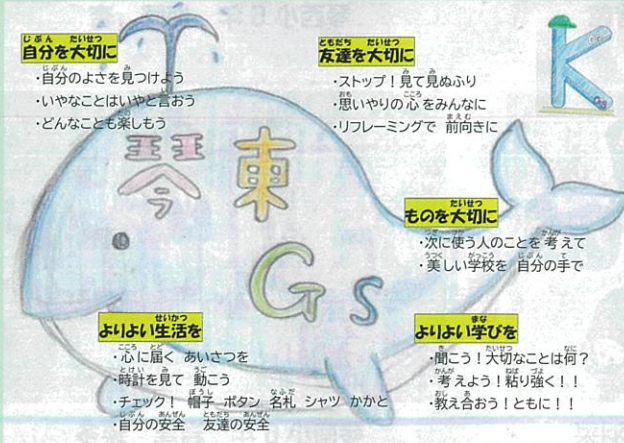 自分を大切に
・自分のよさを見つけよう
・いやなことはいやと言おう
・どんなことも楽しもう
友達を大切に
・ストップ！見て見ぬふり
・思いやりの心をみんなに
・リフレーミングで 前向きに
K
Gs
琴東
Gs
ものを大切に
・次に使う人のことを考えて
・美しい学校を 自分の手で
よりよい生活を
・心に届く あいさつを
・時計を見て 動こう
・チェック！ 帽子 ボタン 名札 シャツ かかと
・自分の安全 友達の安全
よりよい学びを
・聞こう！大切なことは何？
・考えよう！粘り強く！！
・教え合おう！ともに！！